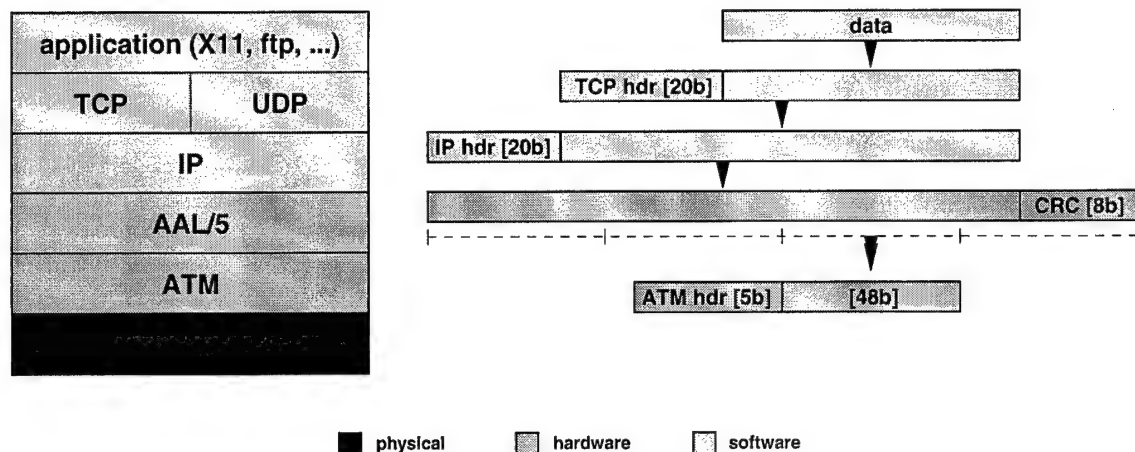 application (X11, ftp, ...)
TCP
UDP
IP
AAL/5
ATM
data
TCP hdr [20b]
IP hdr [20b]
CRC [8b]
ATM hdr [5b]
[48b]
physical
hardware
software